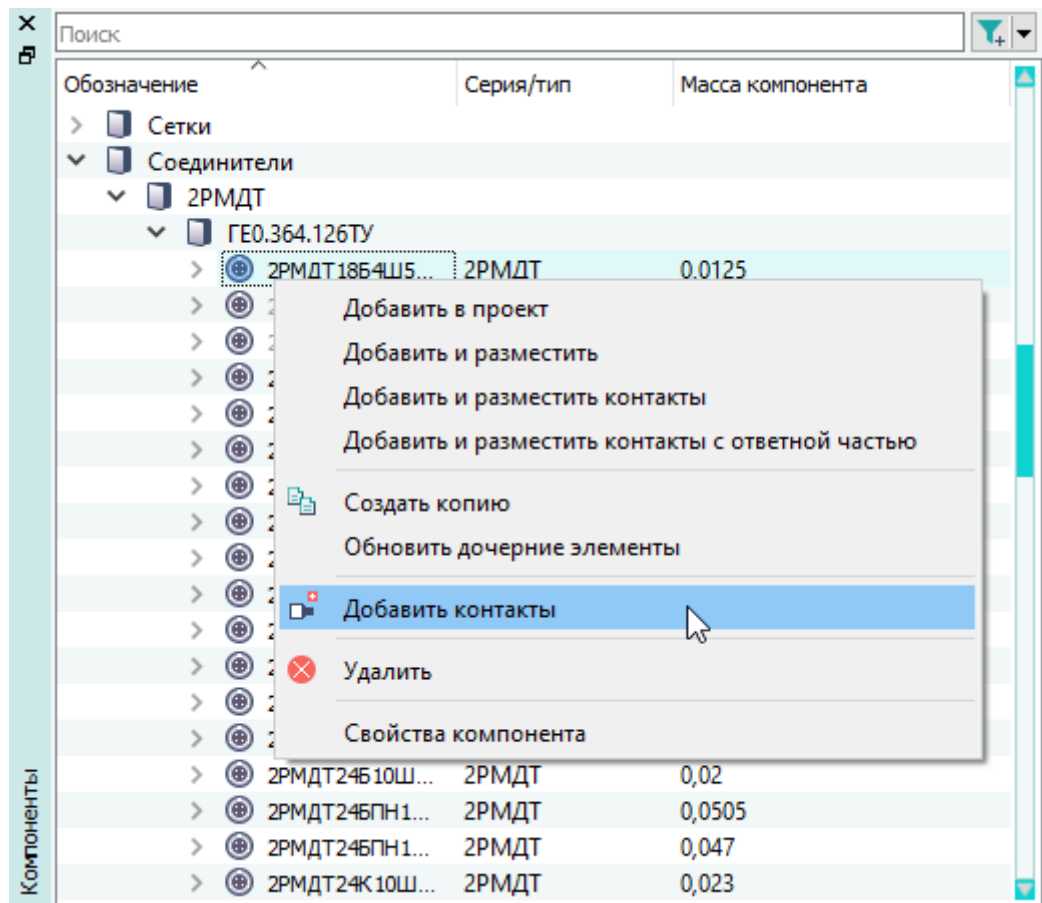 Поиск
Обозначение Серия/тип Масса компонента
Сетки
Соединители
2РМДТ
ГЕ0.364.126ТУ
2РМДТ18Б4Ш5... 2РМДТ 0.0125
Добавить в проект
Добавить и разместить
Добавить и разместить контакты
Добавить и разместить контакты с ответной частью
Создать копию
Обновить дочерние элементы
Добавить контакты
Удалить
Свойства компонента
2РМДТ24Б10Ш... 2РМДТ 0,02
2РМДТ24БПН1... 2РМДТ 0,0505
2РМДТ24БПН1... 2РМДТ 0,047
2РМДТ24К10Ш... 2РМДТ 0,023
Компоненты